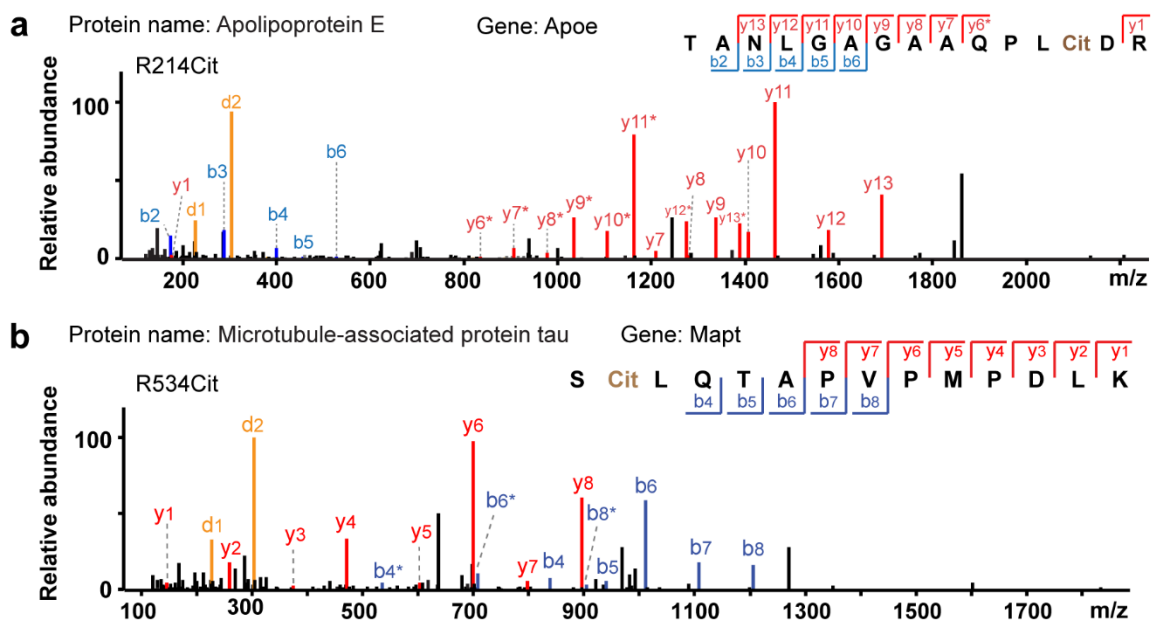 a
Protein name: Apolipoprotein E
Gene: Apoe
y13 y12 y11 y10 y9 y8 y7 y6* y1
T A N L G A G A A Q P L Cit D R
b2 b3 b4 b5 b6
R214Cit
Relative abundance
100
0
d2
y11
y11*
b6
b3
y1
b2
d1
b4
b5
y6*
y7*
y8*
y9*
y10*
y7
y12*
y8
y9
y13*
y10
y12
y13
200 400 600 800 1000 1200 1400 1600 1800 2000 m/z
b
Protein name: Microtubule-associated protein tau
Gene: Mapt
y8 y7 y6 y5 y4 y3 y2 y1
S Cit L Q T A P V P M P D L K
b4 b5 b6 b7 b8
R534Cit
Relative abundance
100
0
d2
y6
b6*
y8
b8*
b6
y1
d1
y2
y3
y4
b4*
y5
y7
b4
b5
b7
b8
100 300 500 700 900 1100 1300 1500 1700 m/z